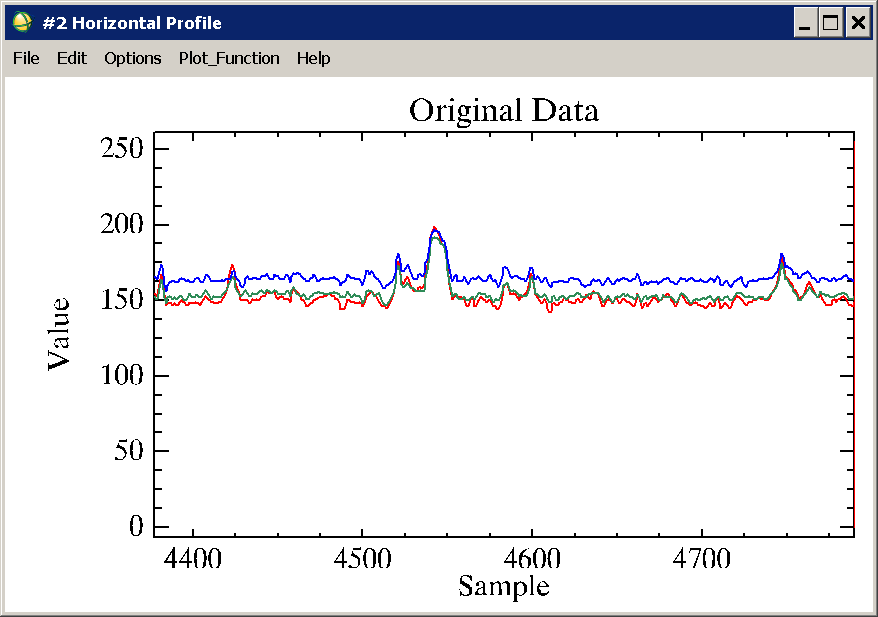 #2 Horizontal Profile
File Edit Options Plot_Function Help
Original Data
250
200
150
100
50
0
Value
4400 4500 4600 4700
Sample